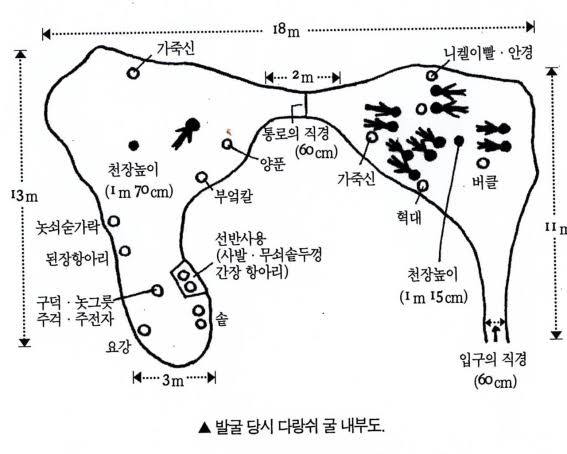 18m
가죽신
니켈이빨·안경
2m
통로의 직경
(60cm)
천장높이
(1m 70cm)
양푼
부엌칼
가죽신
혁대
버클
13m
11m
놋쇠숟가락
된장항아리
선반사용
(사발·무쇠솥두껑
간장 항아리)
천장높이
(1m 15cm)
구덕·놋그릇
주걱·주전자
솥
요강
입구의 직경
(60cm)
3m
▲ 발굴 당시 다랑쉬 굴 내부도.